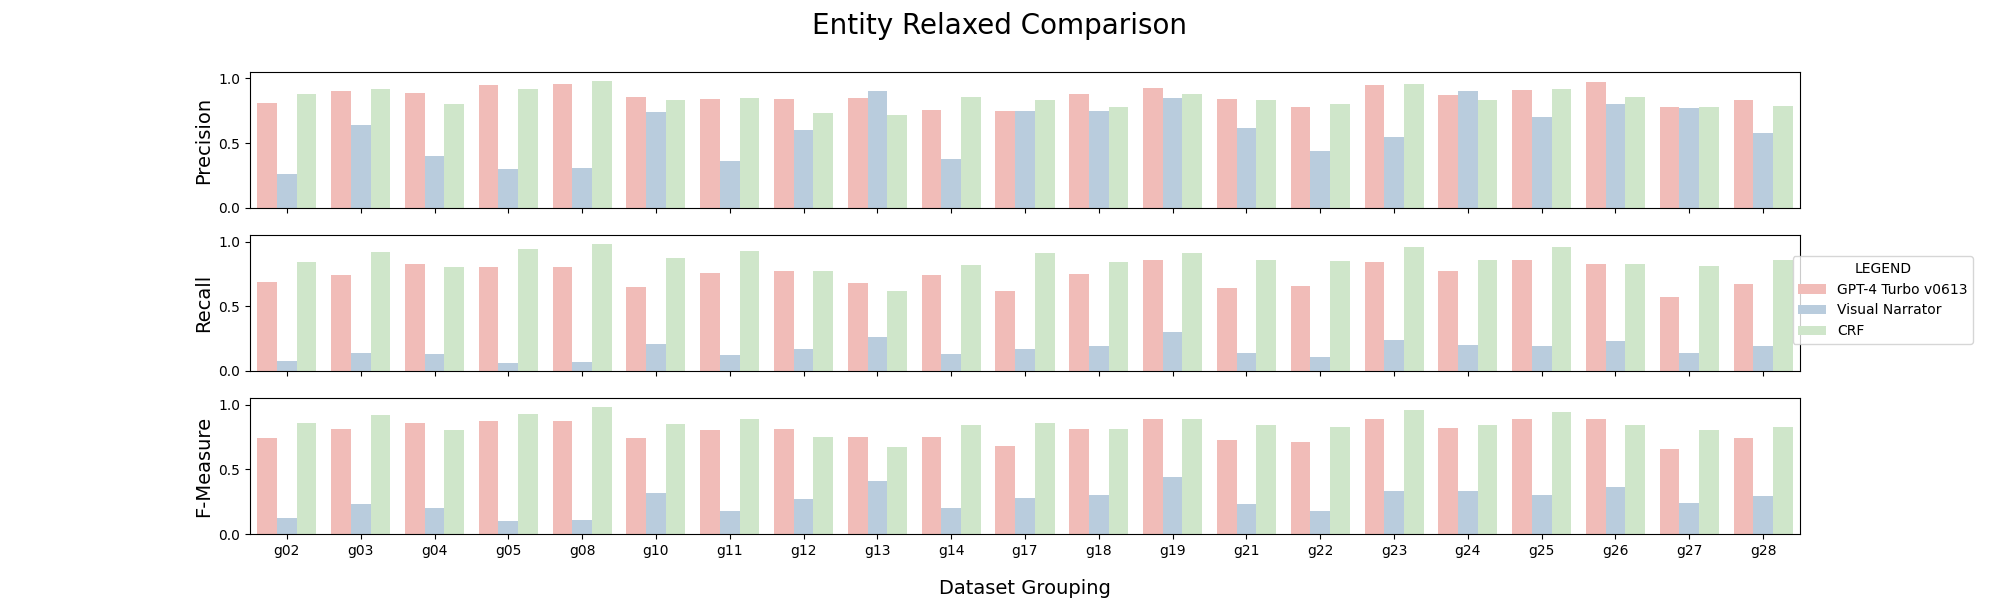 Entity Relaxed Comparison
Precision
1.0
0.5
0.0
Recall
1.0
0.5
0.0
LEGEND
GPT-4 Turbo v0613
Visual Narrator
CRF
F-Measure
1.0
0.5
0.0
g02 g03 g04 g05 g08 g10 g11 g12 g13 g14 g17 g18 g19 g21 g22 g23 g24 g25 g26 g27 g28
Dataset Grouping